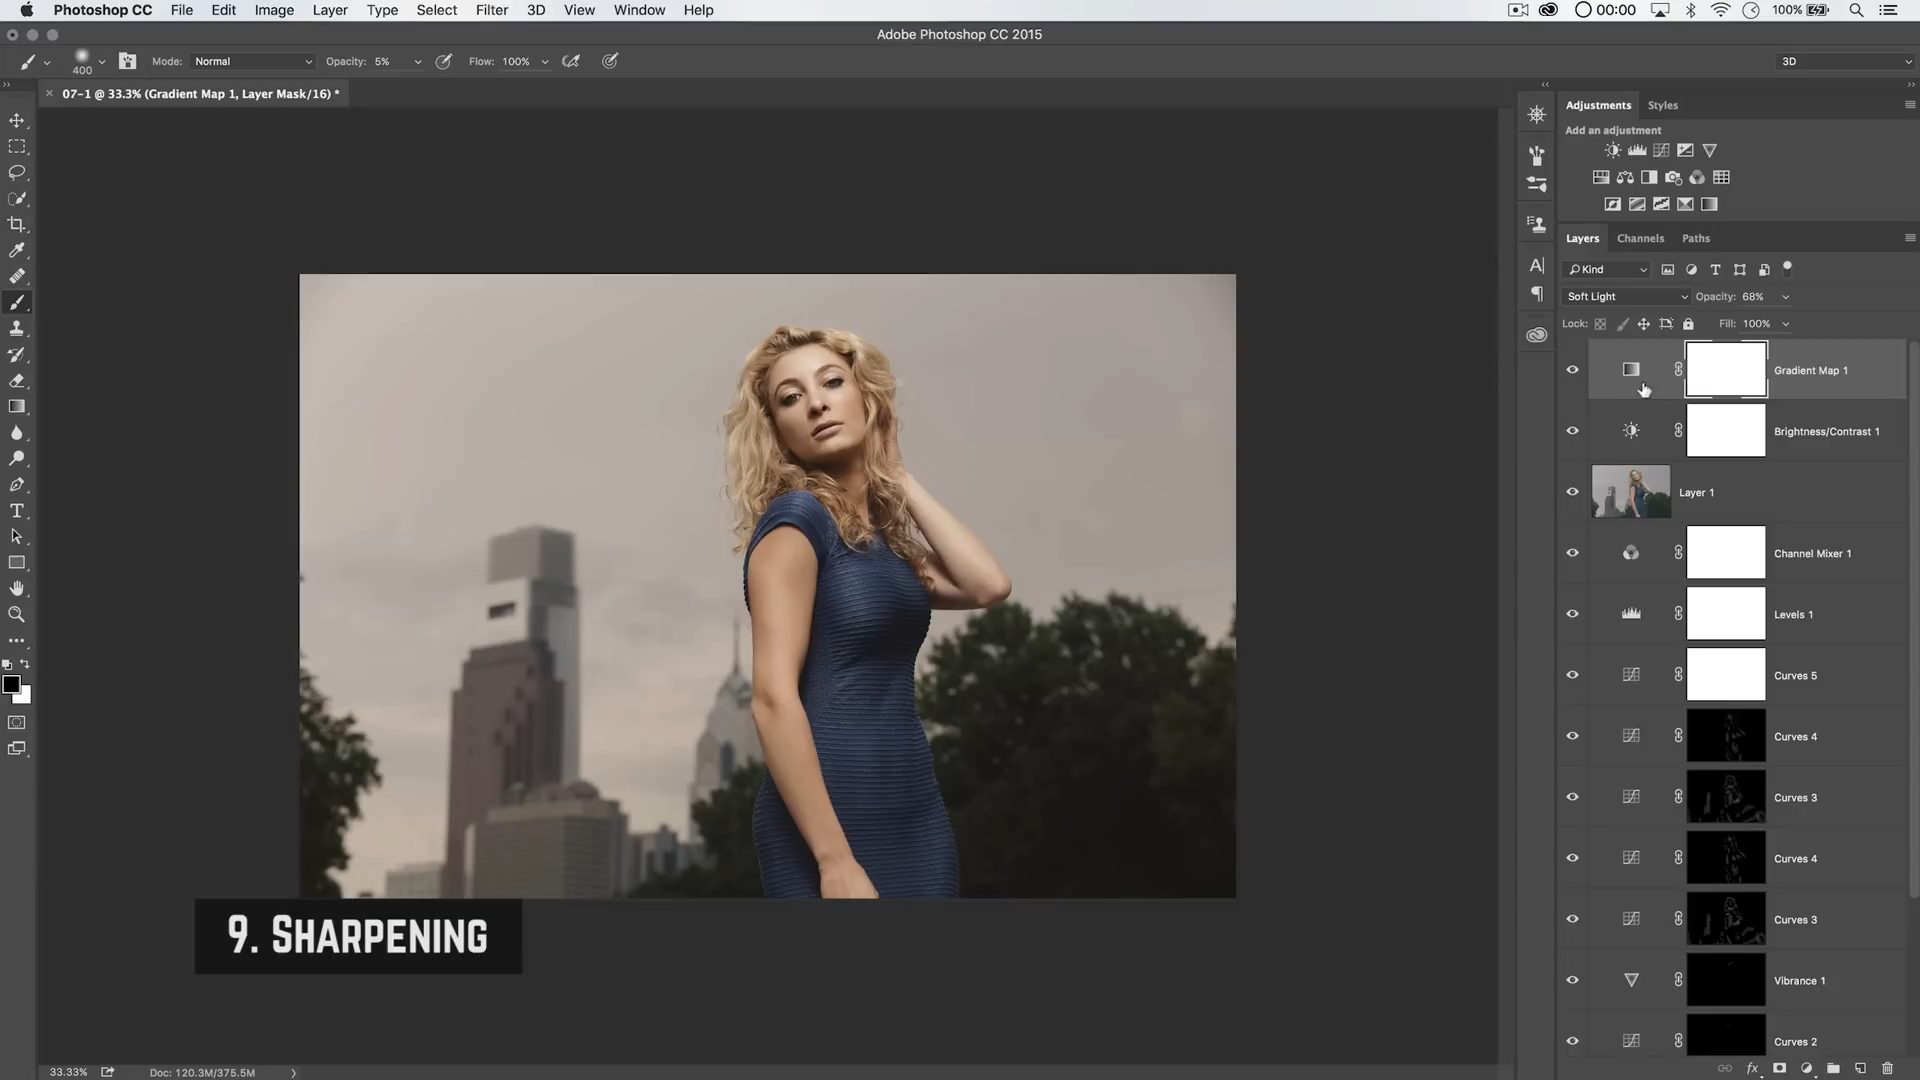 Photoshop CC File Edit Image Layer Type Select Filter 3D View Window Help 00:00 100%
Adobe Photoshop CC 2015
400 Mode: Normal Opacity: 5% Flow: 100% 3D
07-1 @ 33.3% (Gradient Map 1, Layer Mask/16) *
Adjustments Styles
Add an adjustment
Layers Channels Paths
Kind
Soft Light Opacity: 68%
Lock: Fill: 100%
Gradient Map 1
Brightness/Contrast 1
Layer 1
Channel Mixer 1
Levels 1
Curves 5
Curves 4
Curves 3
Curves 4
Curves 3
Vibrance 1
Curves 2
9. Sharpening
33.33% Doc: 120.3M/375.5M